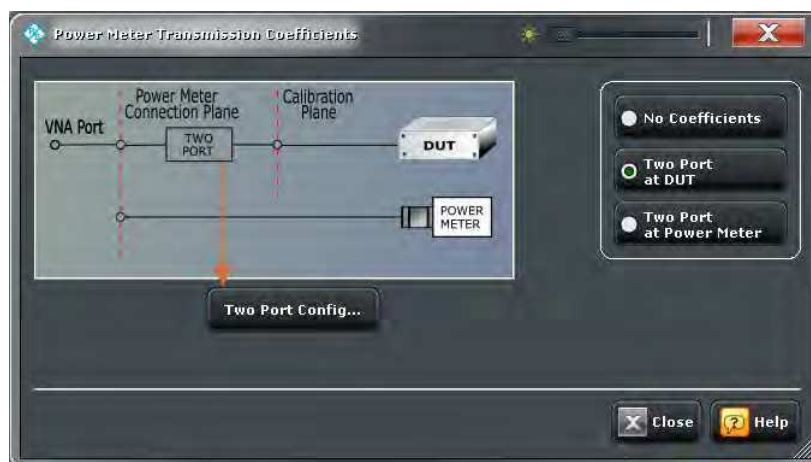 Power Meter Transmission Coefficients
X
Power Meter
Connection Plane
Calibration
Plane
VNA Port
TWO
PORT
DUT
POWER
METER
Two Port Config...
No Coefficients
Two Port
at DUT
Two Port
at Power Meter
X Close
? Help